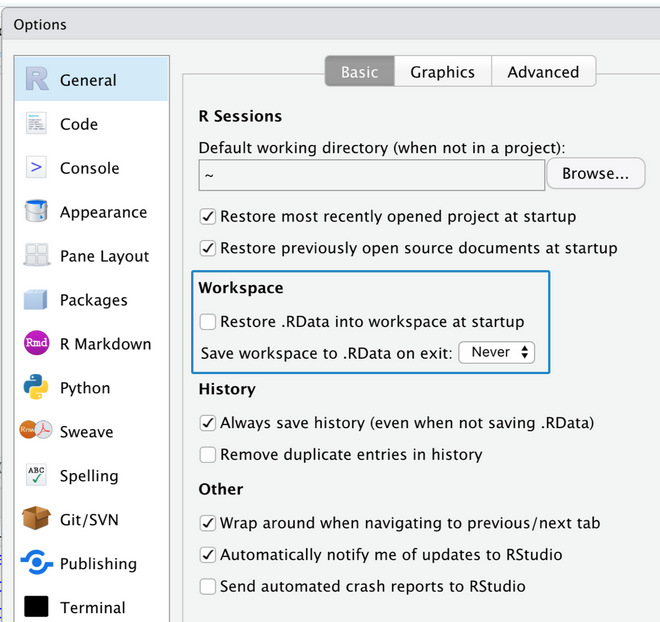 Options
General
Code
Console
Appearance
Pane Layout
Packages
Rmd
R Markdown
Python
Sweave
ABC
Spelling
Git/SVN
Publishing
Terminal
Basic
Graphics
Advanced
R Sessions
Default working directory (when not in a project):
~
Browse...
Restore most recently opened project at startup
Restore previously open source documents at startup
Workspace
Restore .RData into workspace at startup
Save workspace to .RData on exit: Never
History
Always save history (even when not saving .RData)
Remove duplicate entries in history
Other
Wrap around when navigating to previous/next tab
Automatically notify me of updates to RStudio
Send automated crash reports to RStudio